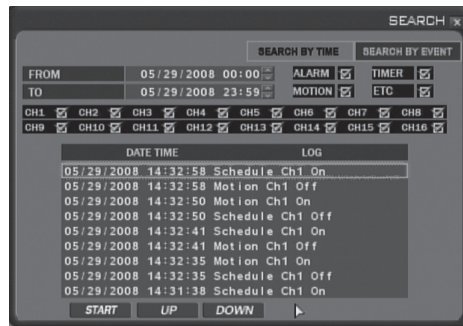 SEARCH x
SEARCH BY TIME SEARCH BY EVENT
FROM 05/29/2008 00:00 ALARM TIMER
TO 05/29/2008 23:59 MOTION ETC
CH1 CH2 CH3 CH4 CH5 CH6 CH7 CH8
CH9 CH10 CH11 CH12 CH13 CH14 CH15 CH16
DATE TIME LOG
05/29/2008 14:32:58 Schedule Ch1 On
05/29/2008 14:32:58 Motion Ch1 Off
05/29/2008 14:32:50 Motion Ch1 On
05/29/2008 14:32:50 Schedule Ch1 Off
05/29/2008 14:32:41 Schedule Ch1 On
05/29/2008 14:32:41 Motion Ch1 Off
05/29/2008 14:32:35 Motion Ch1 On
05/29/2008 14:32:35 Schedule Ch1 Off
05/29/2008 14:31:38 Schedule Ch1 On
START UP DOWN